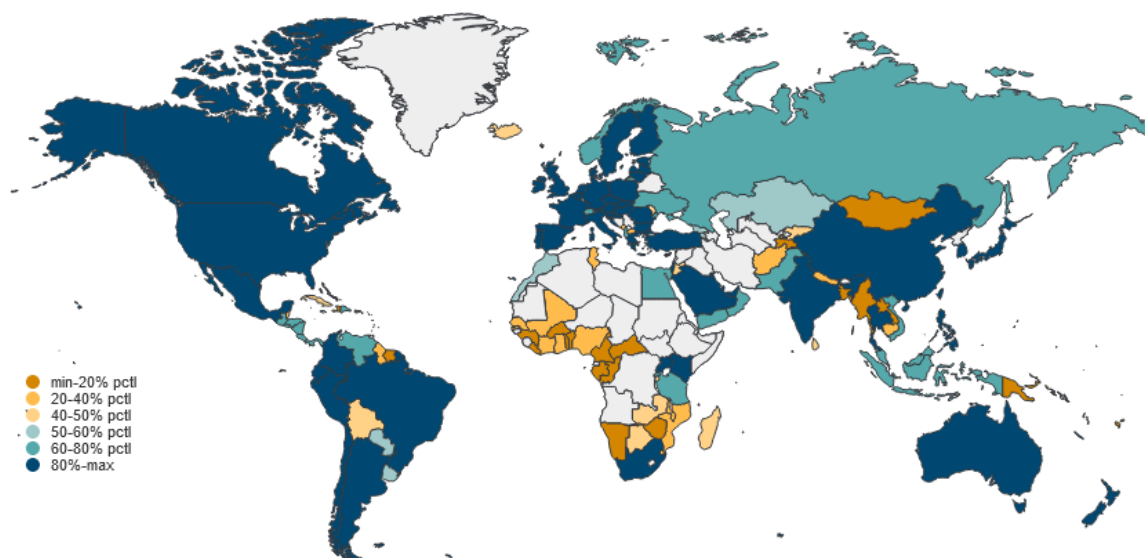 min-20% pctl
20-40% pctl
40-50% pctl
50-60% pctl
60-80% pctl
80%-max